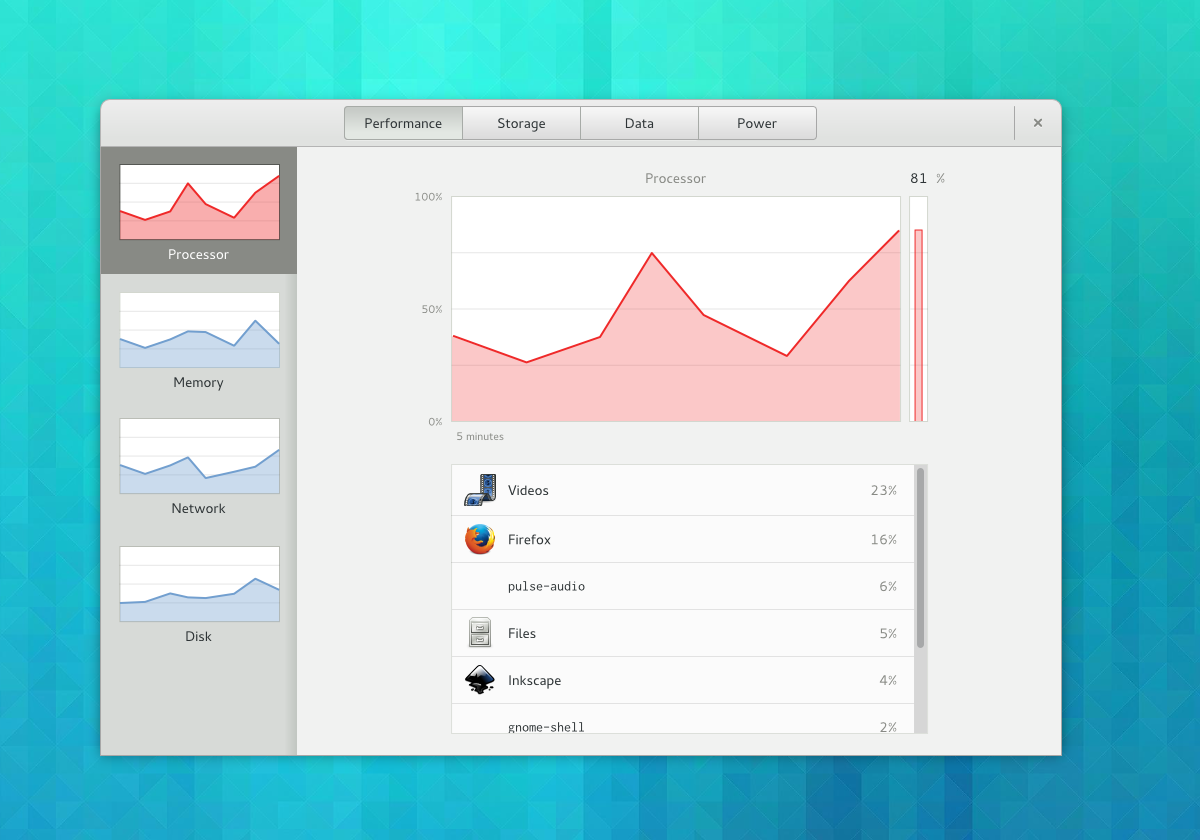 Performance Storage Data Power ×
Processor 81 %
100%
50%
0%
5 minutes
Processor
Memory
Network
Disk
Videos 23%
Firefox 16%
pulse-audio 6%
Files 5%
Inkscape 4%
gnome-shell 2%